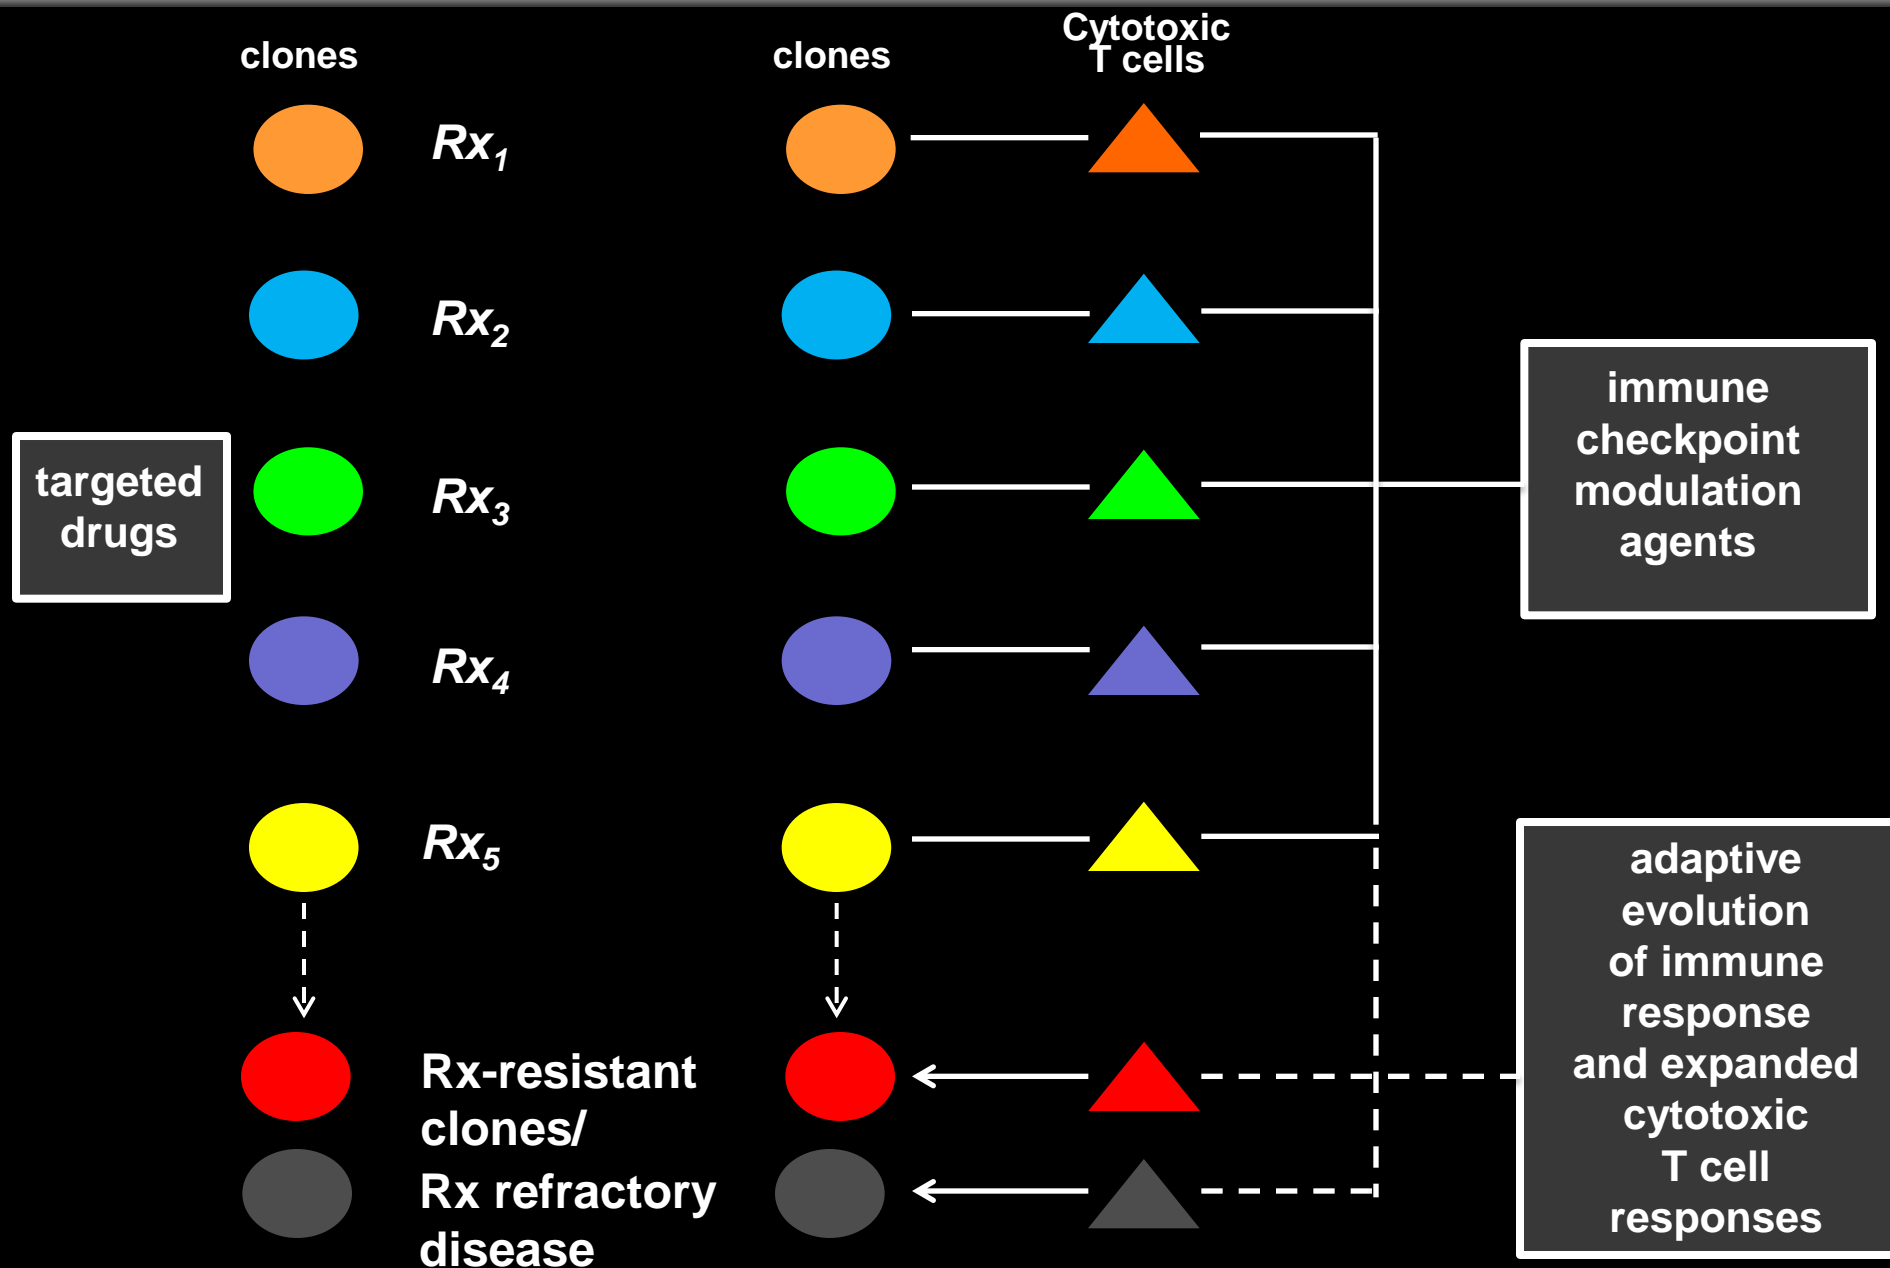 clones
clones
Cytotoxic
T cells
Rx1
Rx2
Rx3
Rx4
Rx5
targeted
drugs
immune
checkpoint
modulation
agents
Rx-resistant
clones/
Rx refractory
disease
adaptive
evolution
of immune
response
and expanded
cytotoxic
T cell
responses